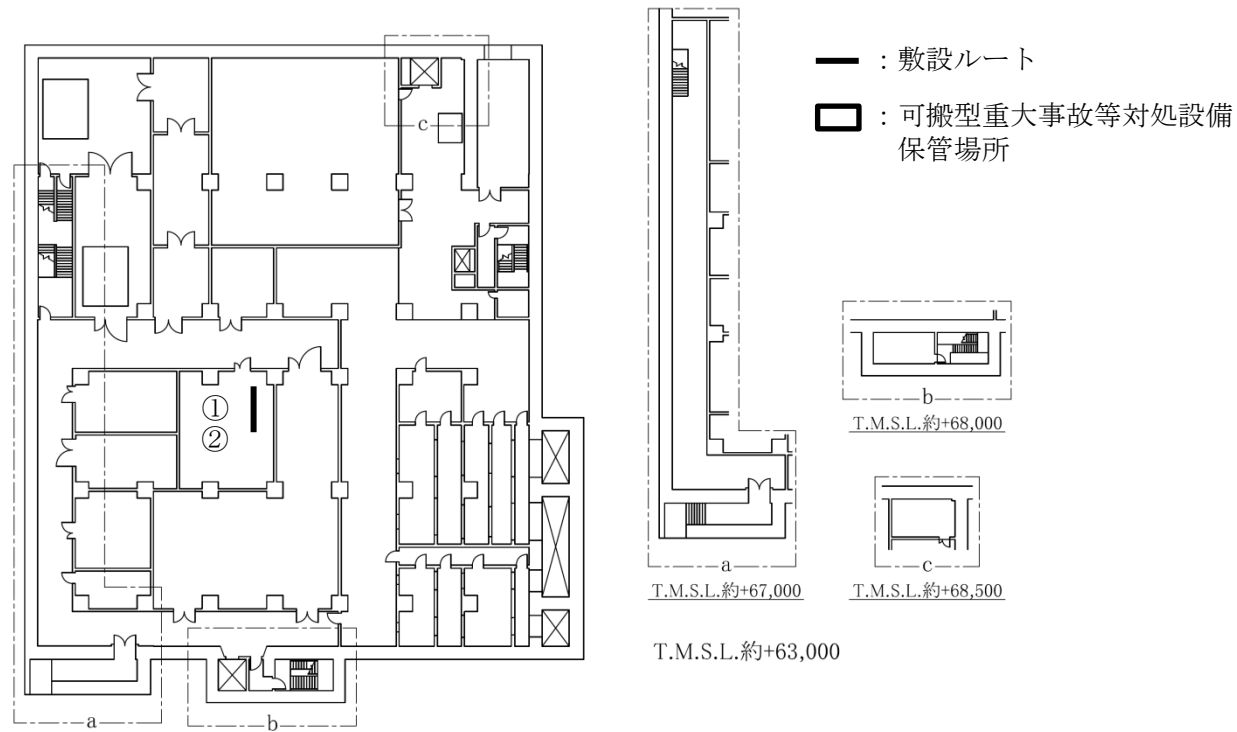 c
①
②
a
b
a
T.M.S.L.約+67,000
：敷設ルート
：可搬型重大事故等対処設備
保管場所
b
T.M.S.L.約+68,000
c
T.M.S.L.約+68,500
T.M.S.L.約+63,000